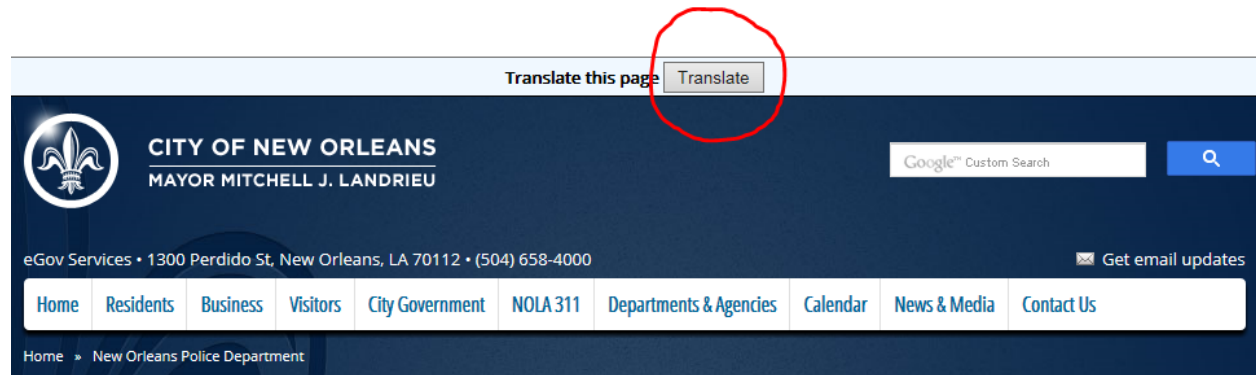 Translate this page Translate
CITY OF NEW ORLEANS
MAYOR MITCHELL J. LANDRIEU
Google™ Custom Search
eGov Services • 1300 Perdido St, New Orleans, LA 70112 • (504) 658-4000
Get email updates
Home Residents Business Visitors City Government NOLA 311 Departments & Agencies Calendar News & Media Contact Us
Home » New Orleans Police Department